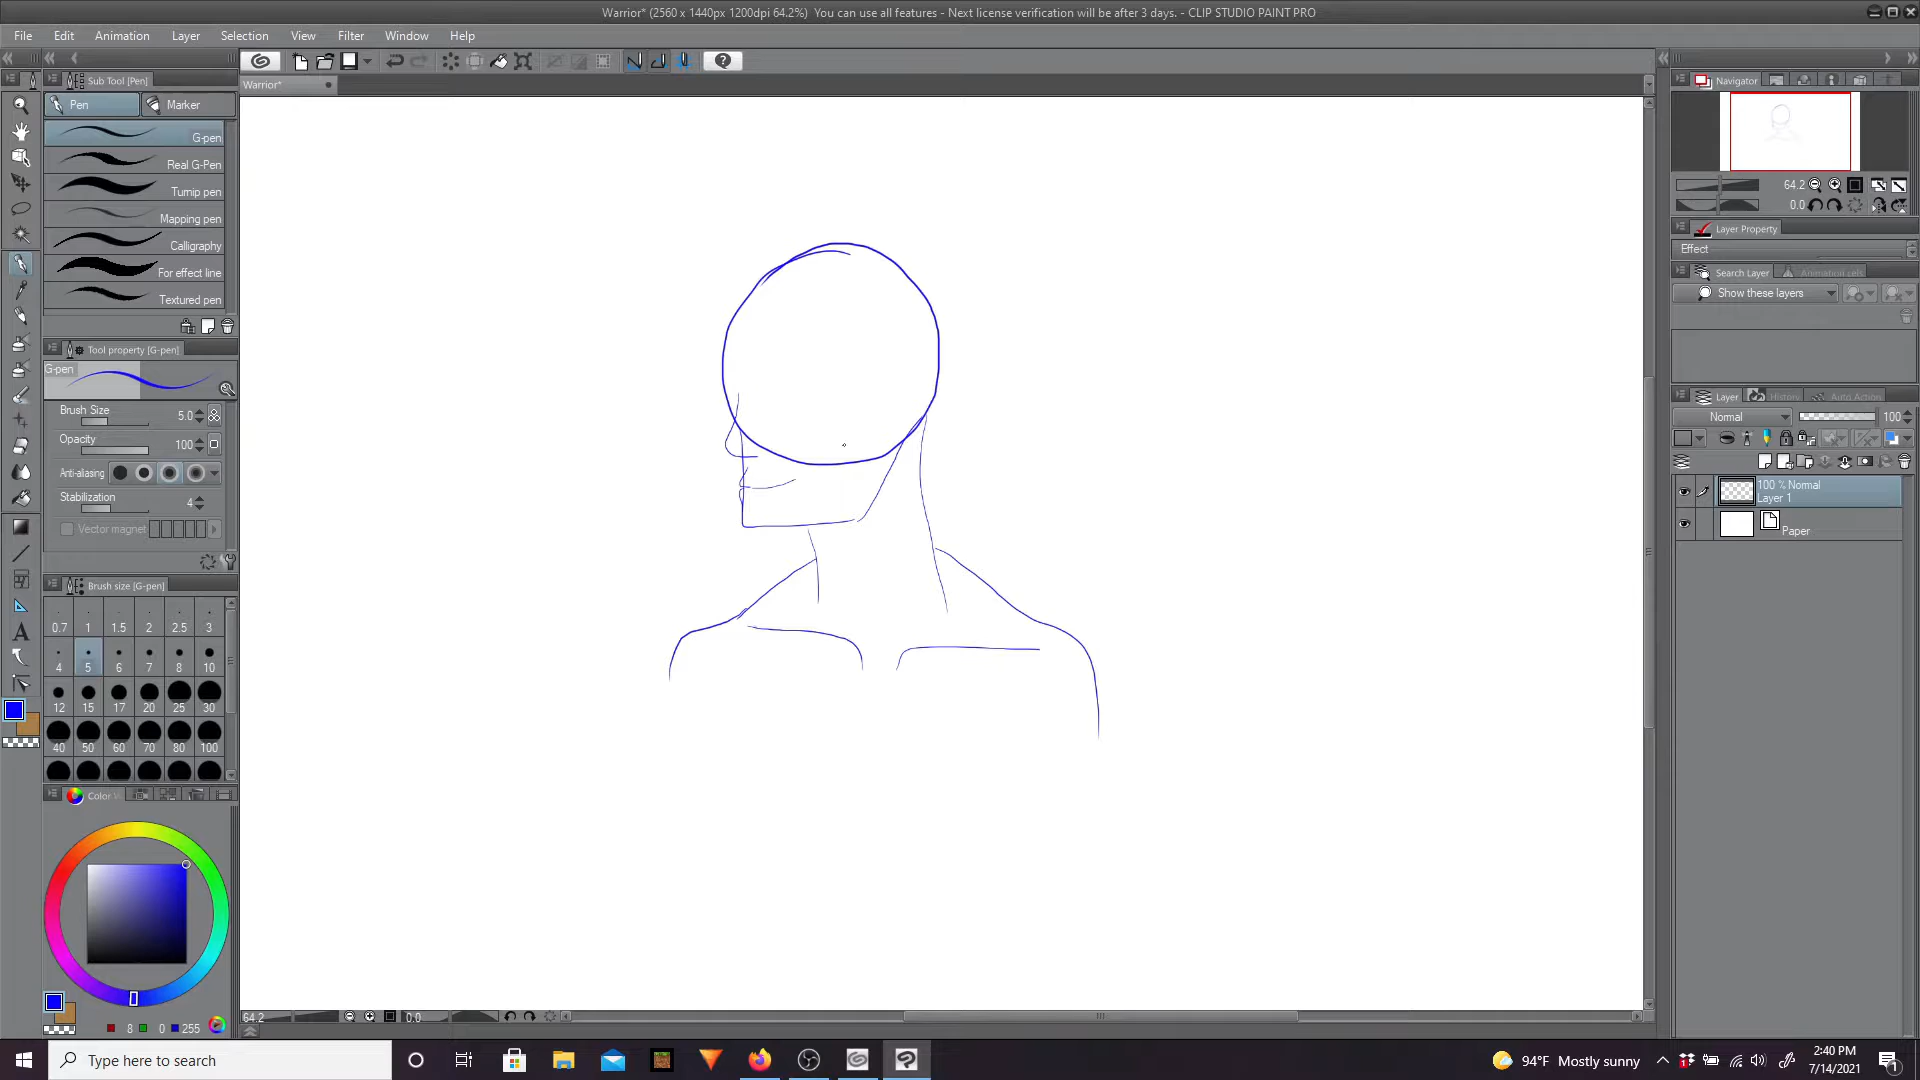 Warrior* (2560 x 1440px 1200dpi 64.2%)  You can use all features - Next license verification will be after 3 days. - CLIP STUDIO PAINT PRO
File Edit Animation Layer Selection View Filter Window Help
Sub Tool [Pen]
Warrior*
Navigator
Pen Marker
G-pen
Real G-Pen
Turnip pen
Mapping pen
Calligraphy
For effect line
Textured pen
64.2
0.0
Layer Property
Effect
Search Layer Animation cels
Show these layers
Tool property [G-pen]
G-pen
Brush Size 5.0
Opacity 100
Anti-aliasing
Stabilization 4
Vector magnet
Layer History Auto Action
Normal 100
100 % Normal
Layer 1
Paper
Brush size [G-pen]
0.7 1 1.5 2 2.5 3
4 5 6 7 8 10
12 15 17 20 25 30
40 50 60 70 80 100
Color
8 0 255
64.2 0.0
Type here to search
94°F Mostly sunny
2:40 PM
7/14/2021
1